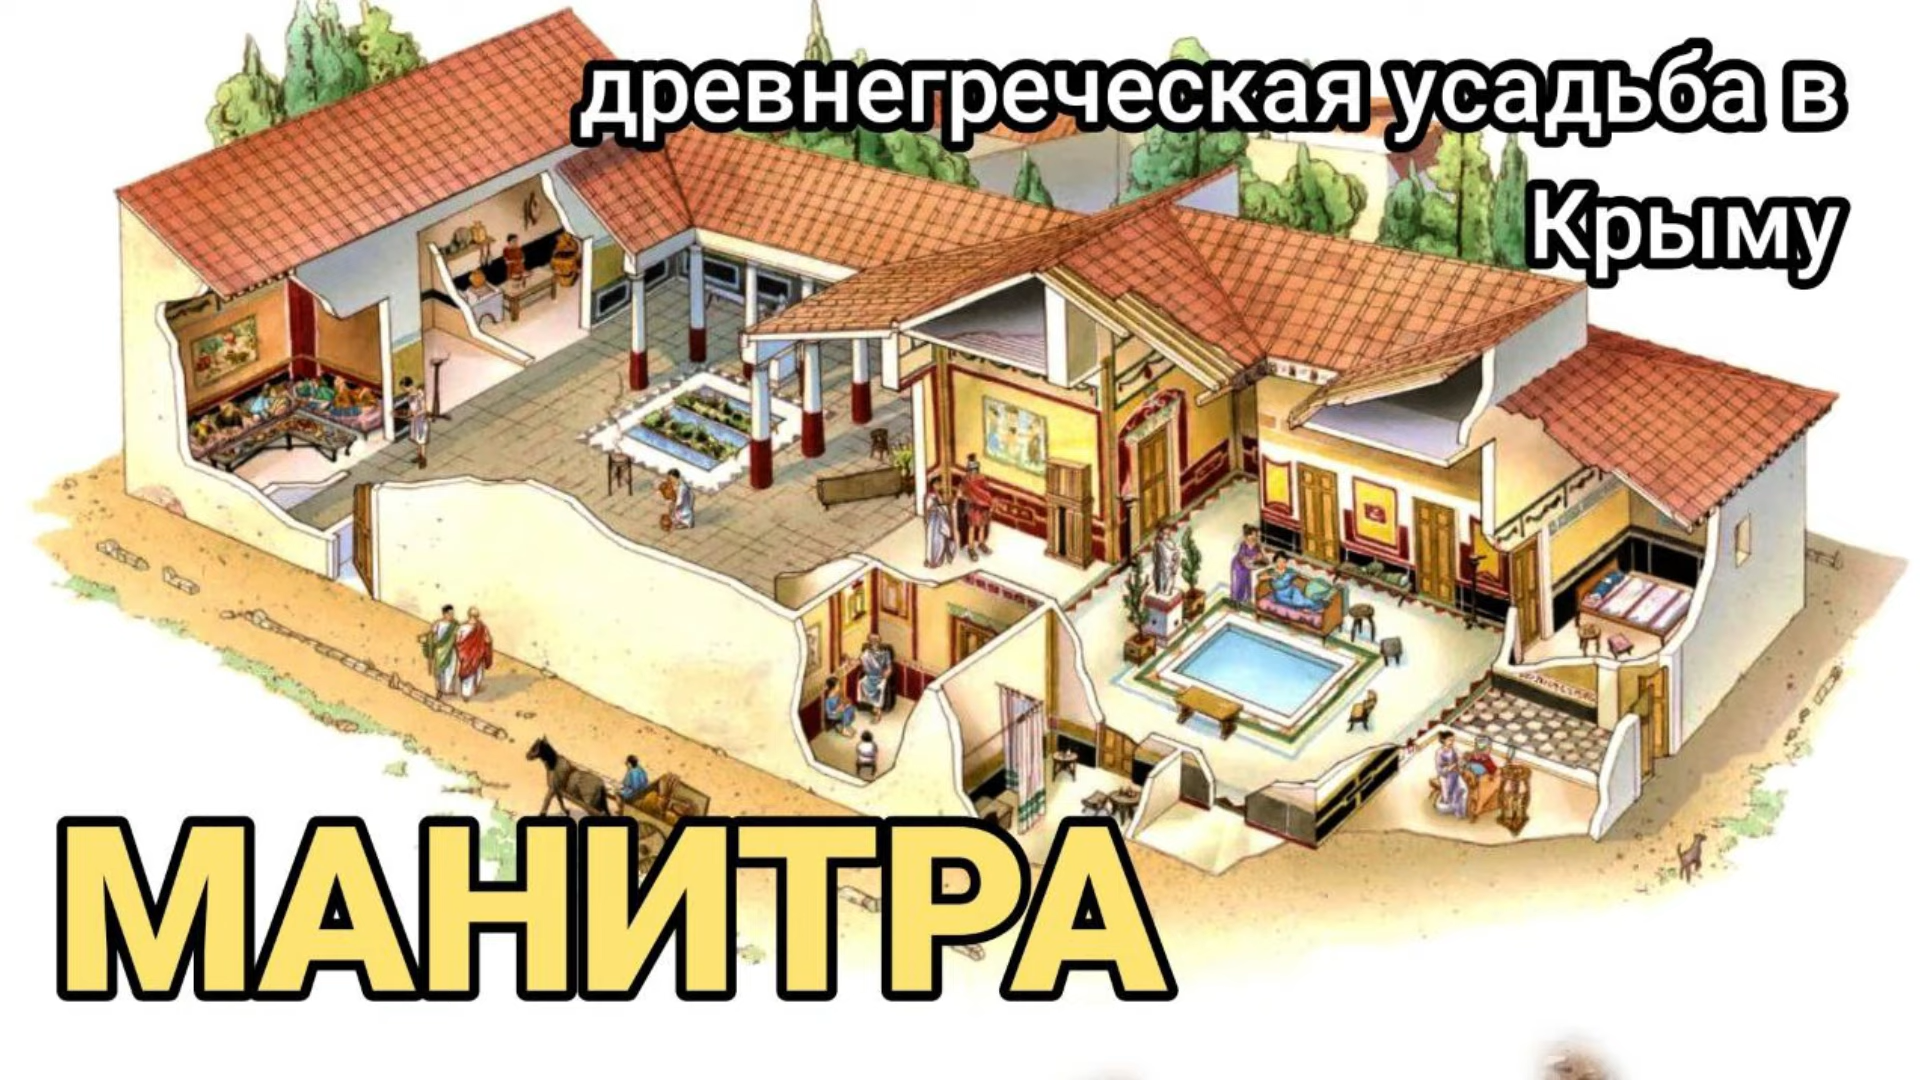 древнегреческая усадьба в
Крыму
МАНИТРА